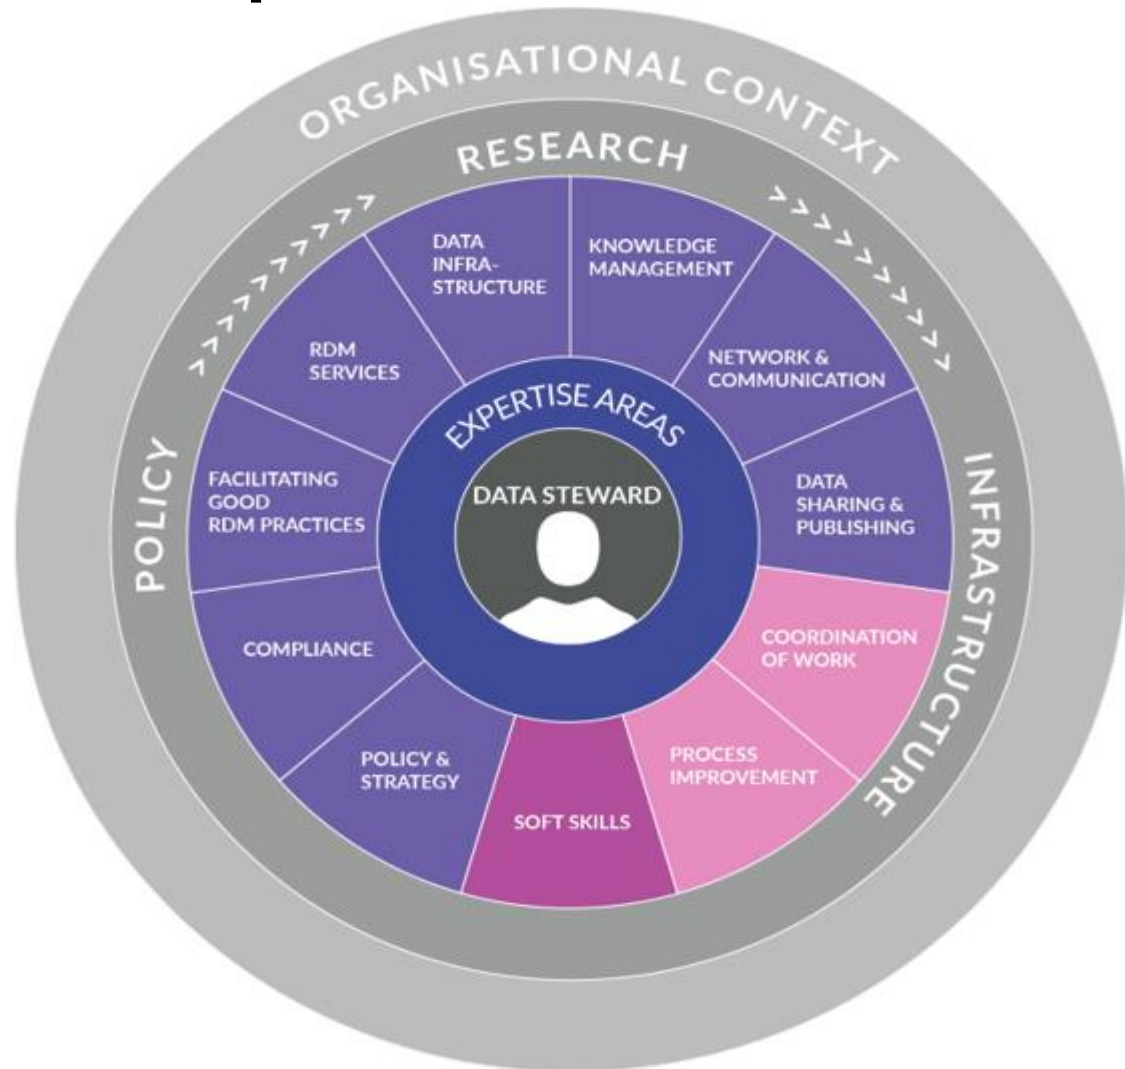 ORGANISATIONAL CONTEXT
RESEARCH
POLICY
INFRASTRUCTURE
DATA
INFRA-
STRUCTURE
KNOWLEDGE
MANAGEMENT
NETWORK &
COMMUNICATION
DATA
SHARING &
PUBLISHING
COORDINATION
OF WORK
PROCESS
IMPROVEMENT
SOFT SKILLS
POLICY &
STRATEGY
COMPLIANCE
FACILITATING
GOOD
RDM PRACTICES
RDM
SERVICES
EXPERTISE AREAS
DATA STEWARD